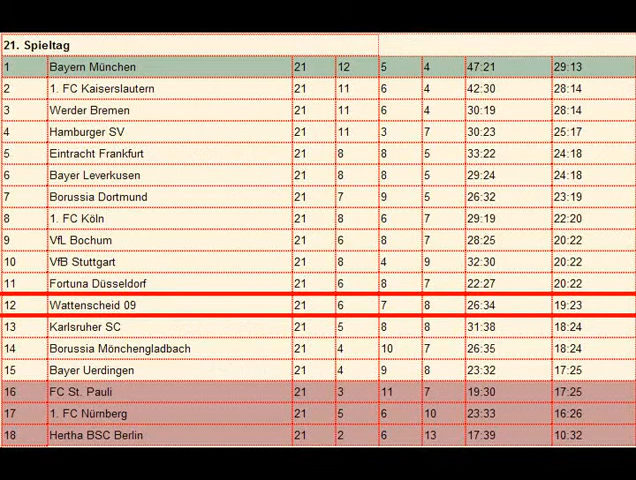 21. Spieltag
1 Bayern München 21 12 5 4 47:21 29:13
2 1. FC Kaiserslautern 21 11 6 4 42:30 28:14
3 Werder Bremen 21 11 6 4 30:19 28:14
4 Hamburger SV 21 11 3 7 30:23 25:17
5 Eintracht Frankfurt 21 8 8 5 33:22 24:18
6 Bayer Leverkusen 21 8 8 5 29:24 24:18
7 Borussia Dortmund 21 7 9 5 26:32 23:19
8 1. FC Köln 21 8 6 7 29:19 22:20
9 VfL Bochum 21 6 8 7 28:25 20:22
10 VfB Stuttgart 21 8 4 9 32:30 20:22
11 Fortuna Düsseldorf 21 6 8 7 22:27 20:22
12 Wattenscheid 09 21 6 7 8 26:34 19:23
13 Karlsruher SC 21 5 8 8 31:38 18:24
14 Borussia Mönchengladbach 21 4 10 7 26:35 18:24
15 Bayer Uerdingen 21 4 9 8 23:32 17:25
16 FC St. Pauli 21 3 11 7 19:30 17:25
17 1. FC Nürnberg 21 5 6 10 23:33 16:26
18 Hertha BSC Berlin 21 2 6 13 17:39 10:32